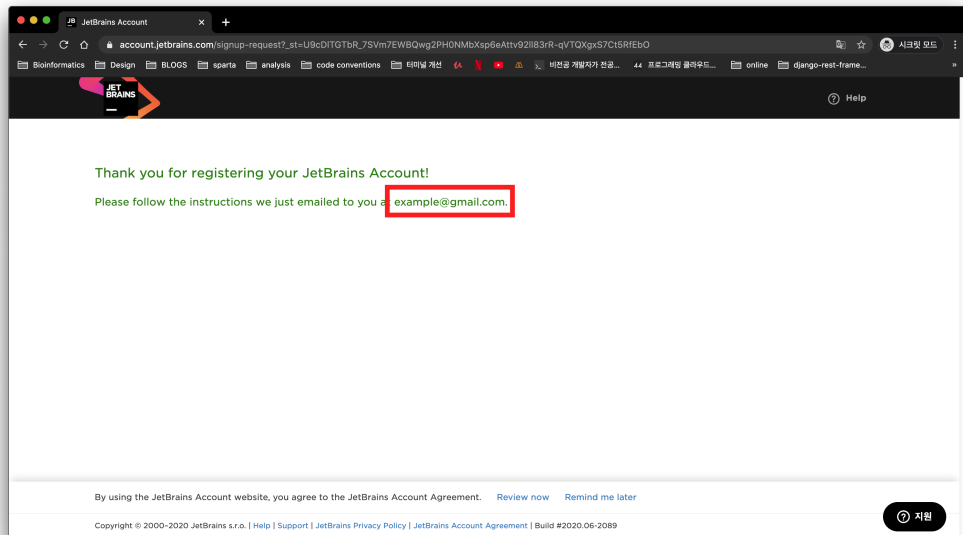 JB JetBrains Account
account.jetbrains.com/signup-request?_st=U9cDITGTbR_7SVm7EWBQwg2PH0NMbXsp6eAttv92lI83rR-qVTQXgxS7Ct5RfEbO 시크릿 모드
Bioinformatics Design BLOGS sparta analysis code conventions 터미널 개선 비전공 개발자가 전공... 44 프로그래밍 클라우드... online django-rest-frame... »
JET
BRAINS
Help
Thank you for registering your JetBrains Account!
Please follow the instructions we just emailed to you at example@gmail.com.
By using the JetBrains Account website, you agree to the JetBrains Account Agreement. Review now Remind me later
Copyright © 2000–2020 JetBrains s.r.o. | Help | Support | JetBrains Privacy Policy | JetBrains Account Agreement | Build #2020.06-2089
지원